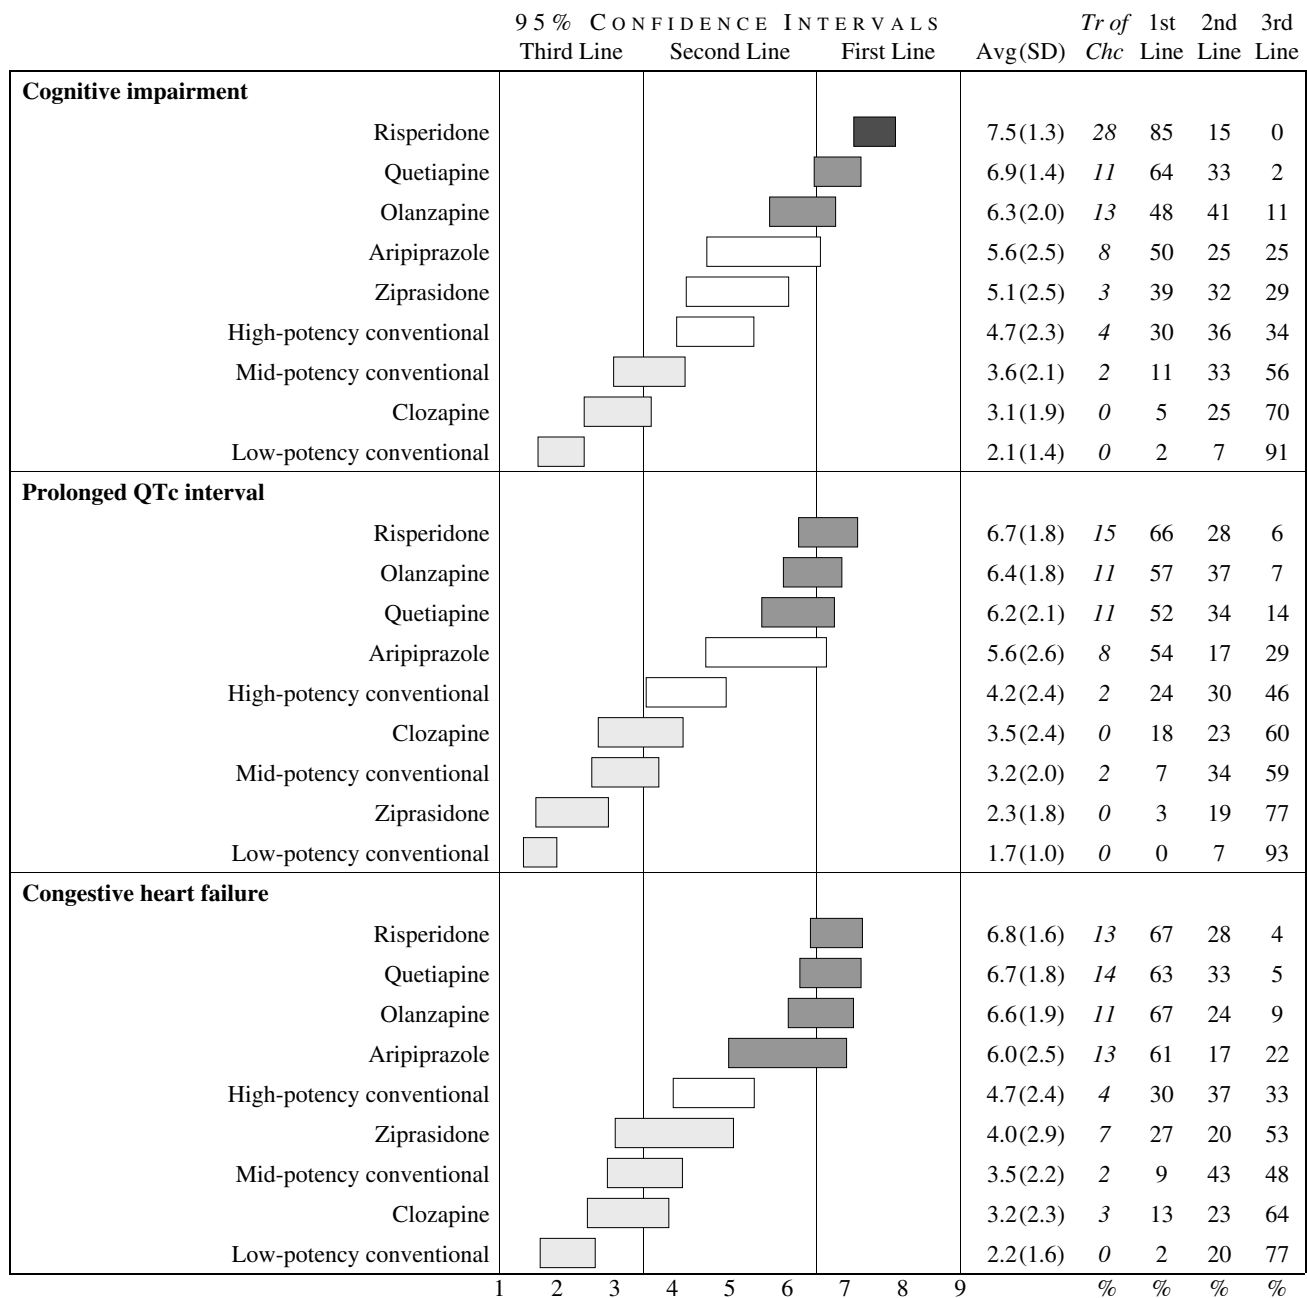 95% CONFIDENCE INTERVALS Tr of 1st 2nd 3rd
Third Line Second Line First Line Avg(SD) Chc Line Line Line
Cognitive impairment
Risperidone 7.5(1.3) 28 85 15 0
Quetiapine 6.9(1.4) 11 64 33 2
Olanzapine 6.3(2.0) 13 48 41 11
Aripiprazole 5.6(2.5) 8 50 25 25
Ziprasidone 5.1(2.5) 3 39 32 29
High-potency conventional 4.7(2.3) 4 30 36 34
Mid-potency conventional 3.6(2.1) 2 11 33 56
Clozapine 3.1(1.9) 0 5 25 70
Low-potency conventional 2.1(1.4) 0 2 7 91
Prolonged QTc interval
Risperidone 6.7(1.8) 15 66 28 6
Olanzapine 6.4(1.8) 11 57 37 7
Quetiapine 6.2(2.1) 11 52 34 14
Aripiprazole 5.6(2.6) 8 54 17 29
High-potency conventional 4.2(2.4) 2 24 30 46
Clozapine 3.5(2.4) 0 18 23 60
Mid-potency conventional 3.2(2.0) 2 7 34 59
Ziprasidone 2.3(1.8) 0 3 19 77
Low-potency conventional 1.7(1.0) 0 0 7 93
Congestive heart failure
Risperidone 6.8(1.6) 13 67 28 4
Quetiapine 6.7(1.8) 14 63 33 5
Olanzapine 6.6(1.9) 11 67 24 9
Aripiprazole 6.0(2.5) 13 61 17 22
High-potency conventional 4.7(2.4) 4 30 37 33
Ziprasidone 4.0(2.9) 7 27 20 53
Mid-potency conventional 3.5(2.2) 2 9 43 48
Clozapine 3.2(2.3) 3 13 23 64
Low-potency conventional 2.2(1.6) 0 2 20 77
1 2 3 4 5 6 7 8 9 % % % %